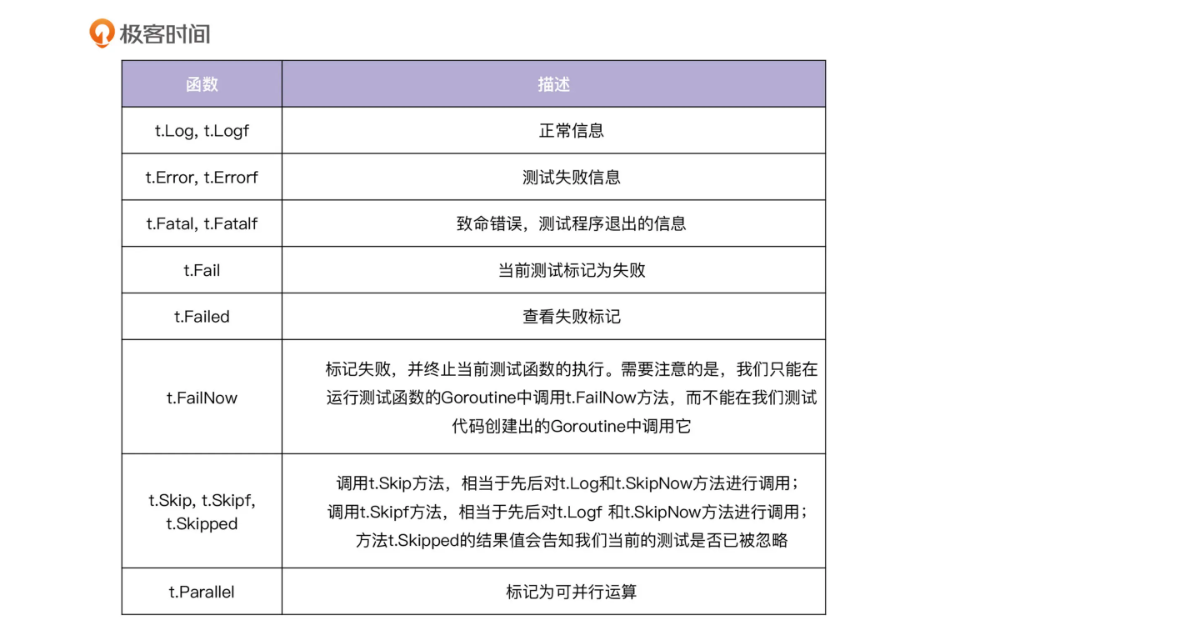 极客时间
函数 描述
t.Log, t.Logf 正常信息
t.Error, t.Errorf 测试失败信息
t.Fatal, t.Fatalf 致命错误，测试程序退出的信息
t.Fail 当前测试标记为失败
t.Failed 查看失败标记
t.FailNow
标记失败，并终止当前测试函数的执行。需要注意的是，我们只能在
运行测试函数的Goroutine中调用t.FailNow方法，而不能在我们测试
代码创建出的Goroutine中调用它
t.Skip, t.Skipf,
t.Skipped
调用t.Skip方法，相当于先后对t.Log和t.SkipNow方法进行调用；
调用t.Skipf方法，相当于先后对t.Logf 和t.SkipNow方法进行调用；
方法t.Skipped的结果值会告知我们当前的测试是否已被忽略
t.Parallel 标记为可并行运算